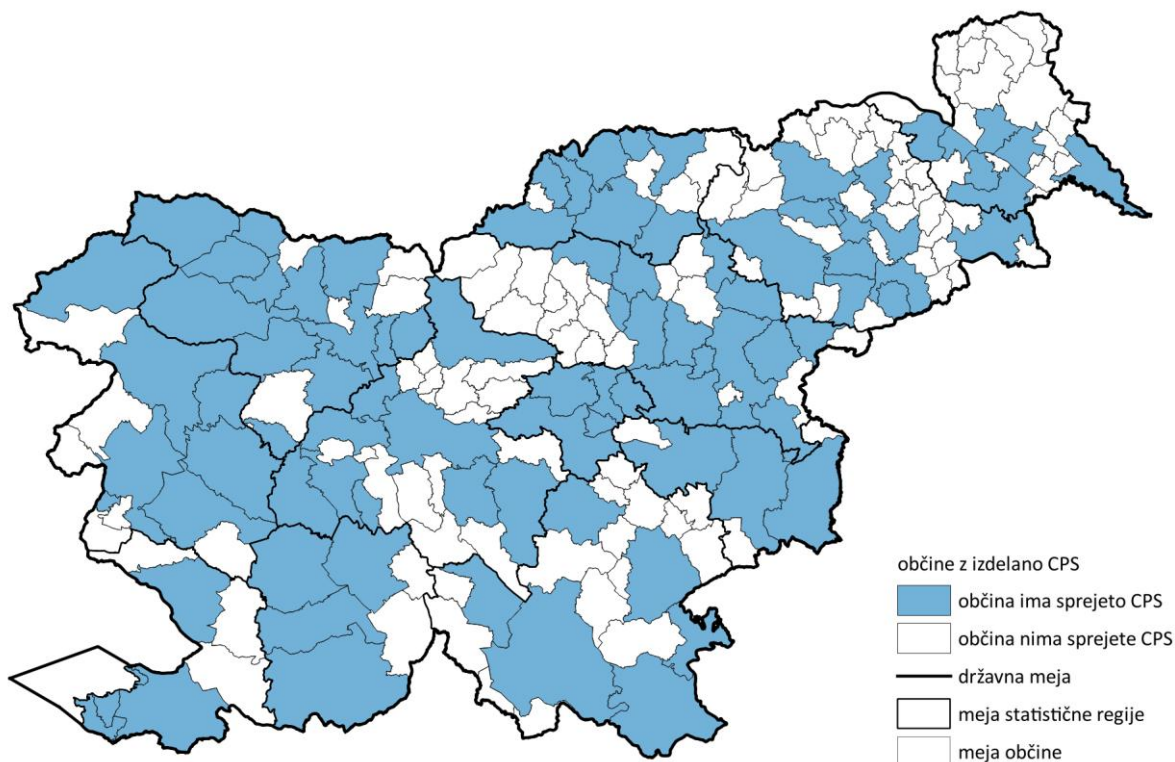 občine z izdelano CPS
občina ima sprejeto CPS
občina nima sprejete CPS
državna meja
meja statistične regije
meja občine